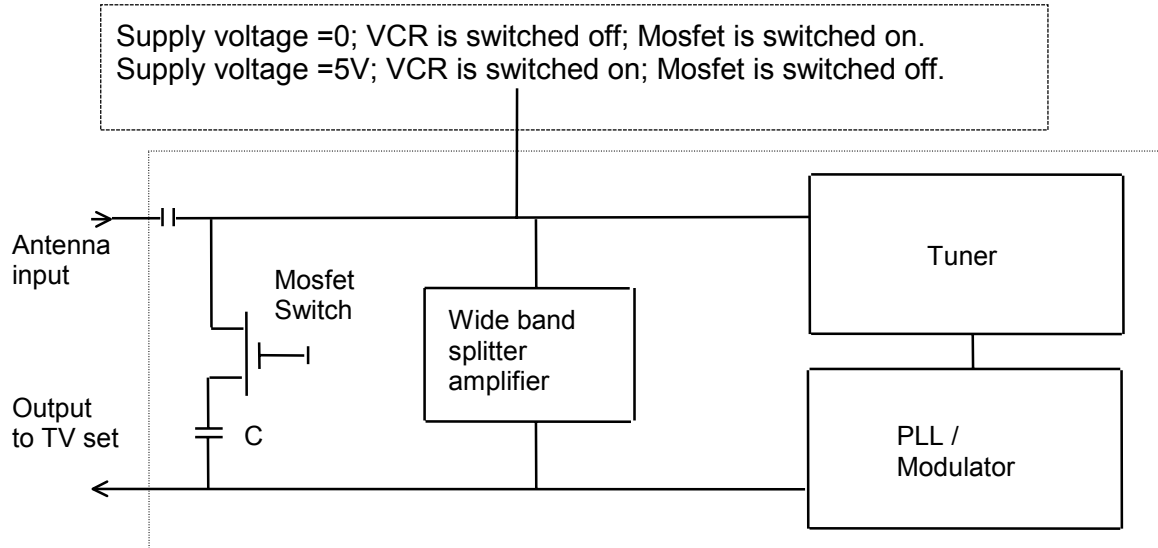 Supply voltage =0; VCR is switched off; Mosfet is switched on.
Supply voltage =5V; VCR is switched on; Mosfet is switched off.
Antenna
input
Mosfet
Switch
Wide band
splitter
amplifier
Tuner
Output
to TV set
C
PLL /
Modulator